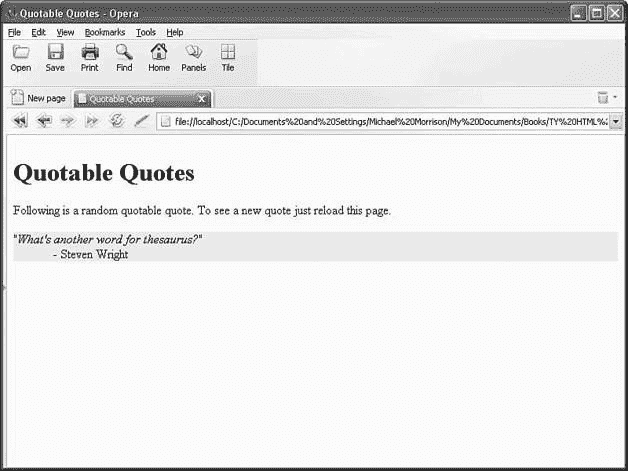 Quotable Quotes - Opera
File Edit View Bookmarks Tools Help
Open Save Print Find Home Panels Tile
New page Quotable Quotes
file://localhost/C:/Documents%20and%20Settings/Michael%20Morrison/My%20Documents/Books/TY%20HTML%
Quotable Quotes
Following is a random quotable quote. To see a new quote just reload this page.
"What's another word for thesaurus?"
- Steven Wright